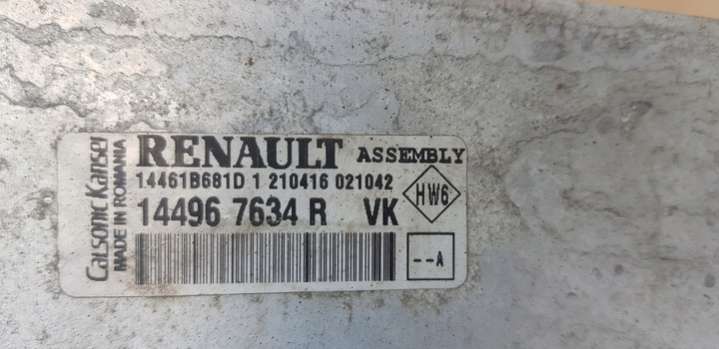 Calsonic Kansei
MADE IN ROMANIA
RENAULT ASSEMBLY
14461B681D 1 210416 021042
HW6
14496 7634 R VK
--A